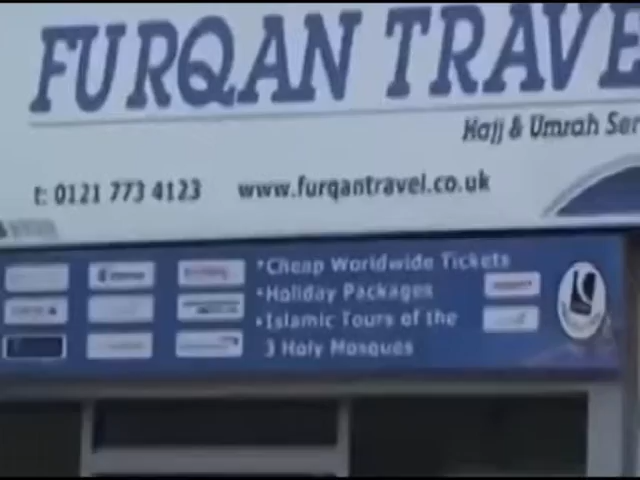 FURQAN TRAVE
Hajj & Umrah Ser
t: 0121 773 4123 www.furqantravel.co.uk
•Cheap Worldwide Tickets
•Holiday Packages
•Islamic Tours of the
3 Holy Mosques